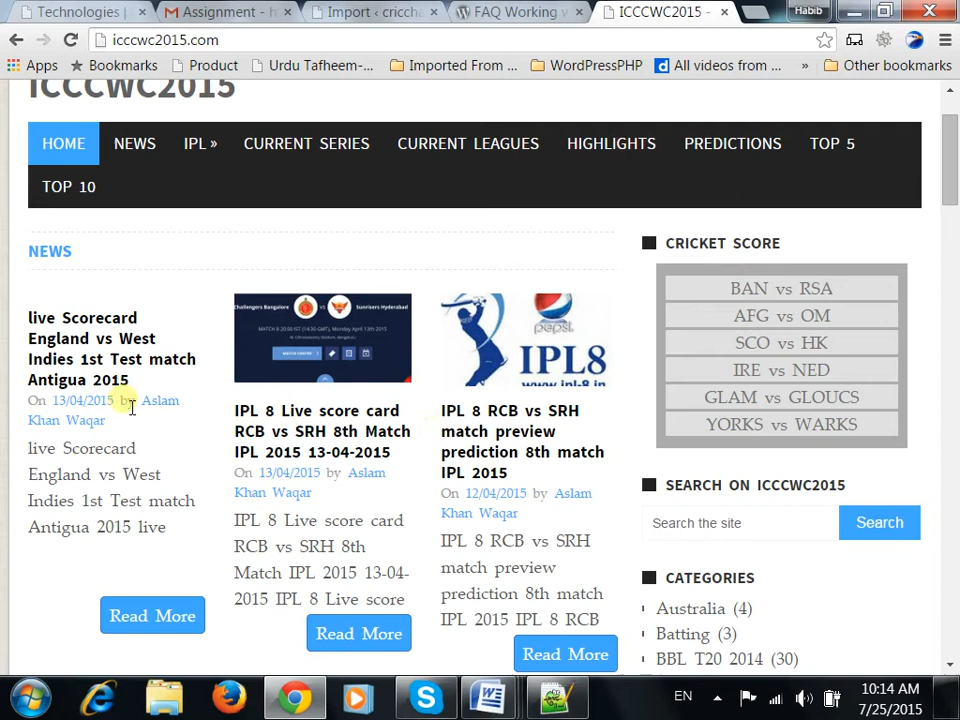 Technologies |
Assignment - h
Import ‹ cricch
FAQ Working w
ICCCWC2015 -
Habib
icccwc2015.com
Apps
Bookmarks
Product
Urdu Tafheem-...
Imported From ...
WordPressPHP
d
All videos from ...
»
Other bookmarks
ICCCWC2015
HOME
NEWS
IPL »
CURRENT SERIES
CURRENT LEAGUES
HIGHLIGHTS
PREDICTIONS
TOP 5
TOP 10
NEWS
live Scorecard
England vs West
Indies 1st Test match
Antigua 2015
On 13/04/2015 by Aslam
Khan Waqar
live Scorecard
England vs West
Indies 1st Test match
Antigua 2015 live
Read More
Challengers Bangalore
vs
Sunrisers Hyderabad
IPL 8 Live score card
RCB vs SRH 8th Match
IPL 2015 13-04-2015
On 13/04/2015 by Aslam
Khan Waqar
IPL 8 Live score card
RCB vs SRH 8th
Match IPL 2015 13-04-
2015 IPL 8 Live score
Read More
pepsi
IPL8
IPL 8 RCB vs SRH
match preview
prediction 8th match
IPL 2015
On 12/04/2015 by Aslam
Khan Waqar
IPL 8 RCB vs SRH
match preview
prediction 8th match
IPL 2015 IPL 8 RCB
Read More
CRICKET SCORE
BAN vs RSA
AFG vs OM
SCO vs HK
IRE vs NED
GLAM vs GLOUCS
YORKS vs WARKS
SEARCH ON ICCCWC2015
Search the site
Search
CATEGORIES
Australia (4)
Batting (3)
BBL T20 2014 (30)
EN
10:14 AM
7/25/2015